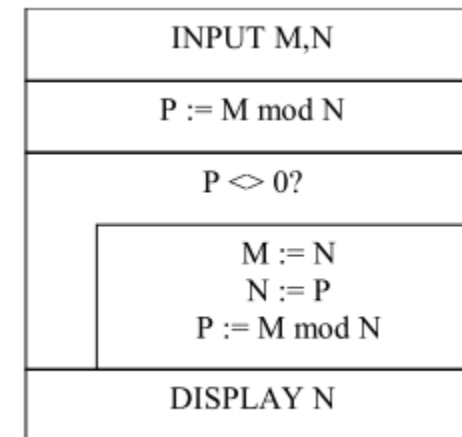 INPUT M,N
P := M mod N
P <> 0?
M := N
N := P
P := M mod N
DISPLAY N